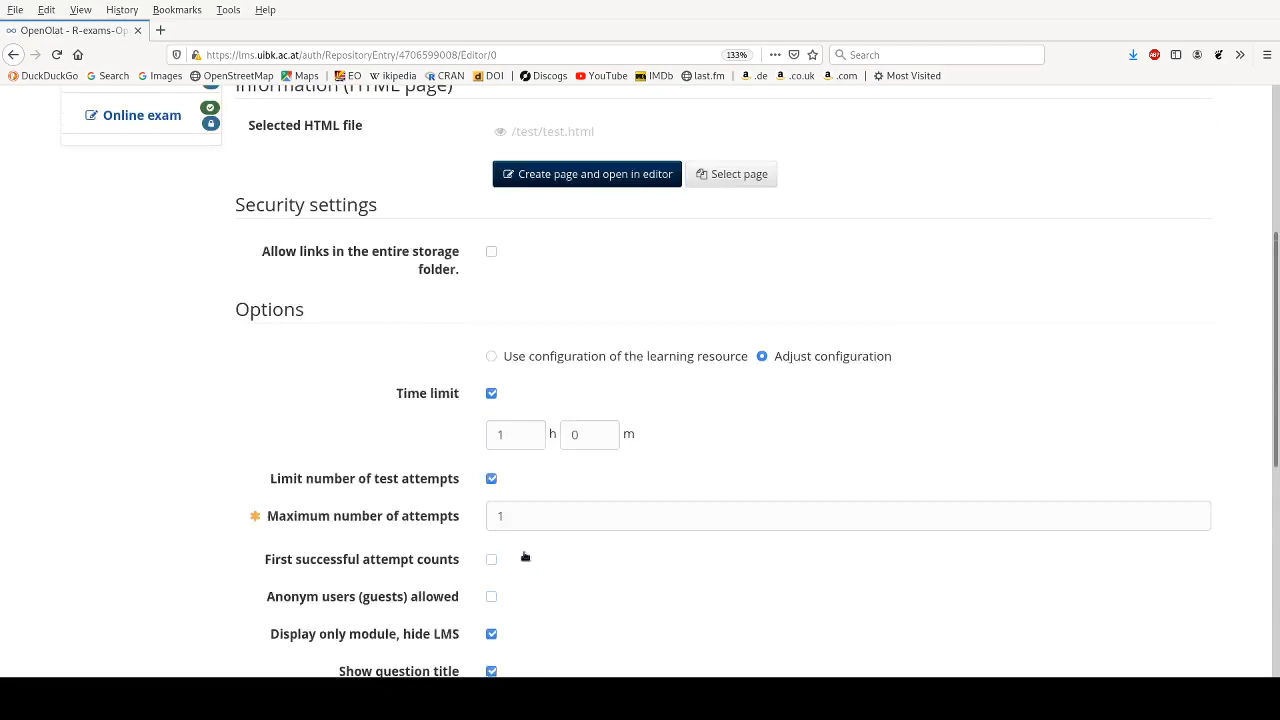 File Edit View History Bookmarks Tools Help
OpenOlat - R-exams-Op
https://lms.uibk.ac.at/auth/RepositoryEntry/4706599008/Editor/0 133% Search
DuckDuckGo Search Images OpenStreetMap Maps EO Wikipedia CRAN DOI Discogs YouTube IMDb last.fm .de .co.uk .com Most Visited
Information (HTML page)
Online exam
Selected HTML file /test/test.html
Create page and open in editor Select page
Security settings
Allow links in the entire storage
folder.
Options
Use configuration of the learning resource Adjust configuration
Time limit
1 h 0 m
Limit number of test attempts
Maximum number of attempts 1
First successful attempt counts
Anonym users (guests) allowed
Display only module, hide LMS
Show question title